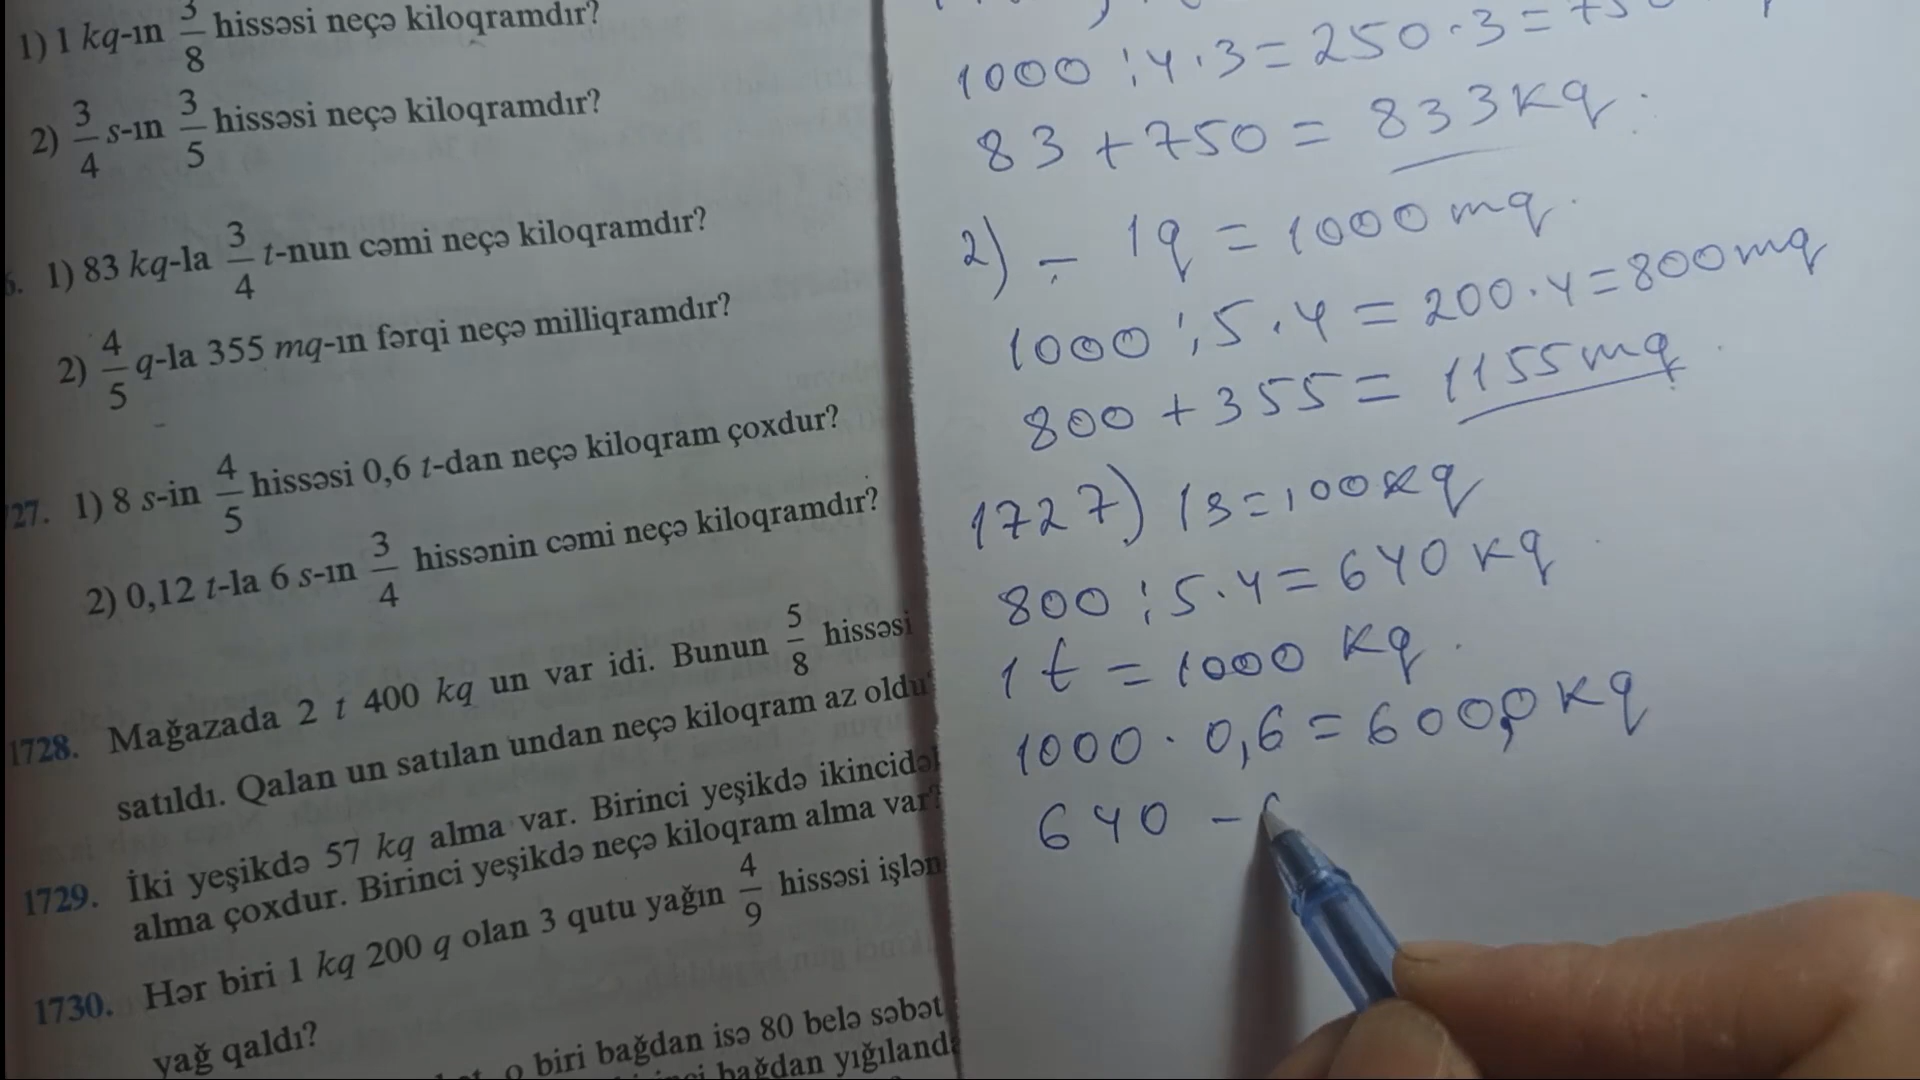 1) 1 kq-ın 3/8 hissəsi neçə kiloqramdır?
2) 3/4 s-ın 3/5 hissəsi neçə kiloqramdır?
1) 83 kq-la 3/4 t-nun cəmi neçə kiloqramdır?
2) 4/5 q-la 355 mq-ın fərqi neçə milliqramdır?
27. 1) 8 s-in 4/5 hissəsi 0,6 t-dan neçə kiloqram çoxdur?
2) 0,12 t-la 6 s-ın 3/4 hissənin cəmi neçə kiloqramdır?
1728. Mağazada 2 t 400 kq un var idi. Bunun 5/8 hissəsi
satıldı. Qalan un satılan undan neçə kiloqram az oldu
1729. İki yeşikdə 57 kq alma var. Birinci yeşikdə
alma çoxdur. Birinci yeşikdə neçə kiloqram alma var?
1730. Hər biri 1 kq 200 q olan 3 qutu yağın 4/9 hissəsi
yağ qaldı?
o biri bağdan isə 80 belə səbət
bağdan
1000 : 4 · 3 = 250 · 3 =
83 + 750 = 833 kq.
2) - 1q = 1000 mq.
1000 : 5 · 4 = 200 · 4 = 800 mq
800 + 355 = 1155 mq
1727) 1s = 100 kq
800 : 5 · 4 = 640 kq
1 t = 1000 kq.
1000 · 0,6 = 600,0 kq
640 -